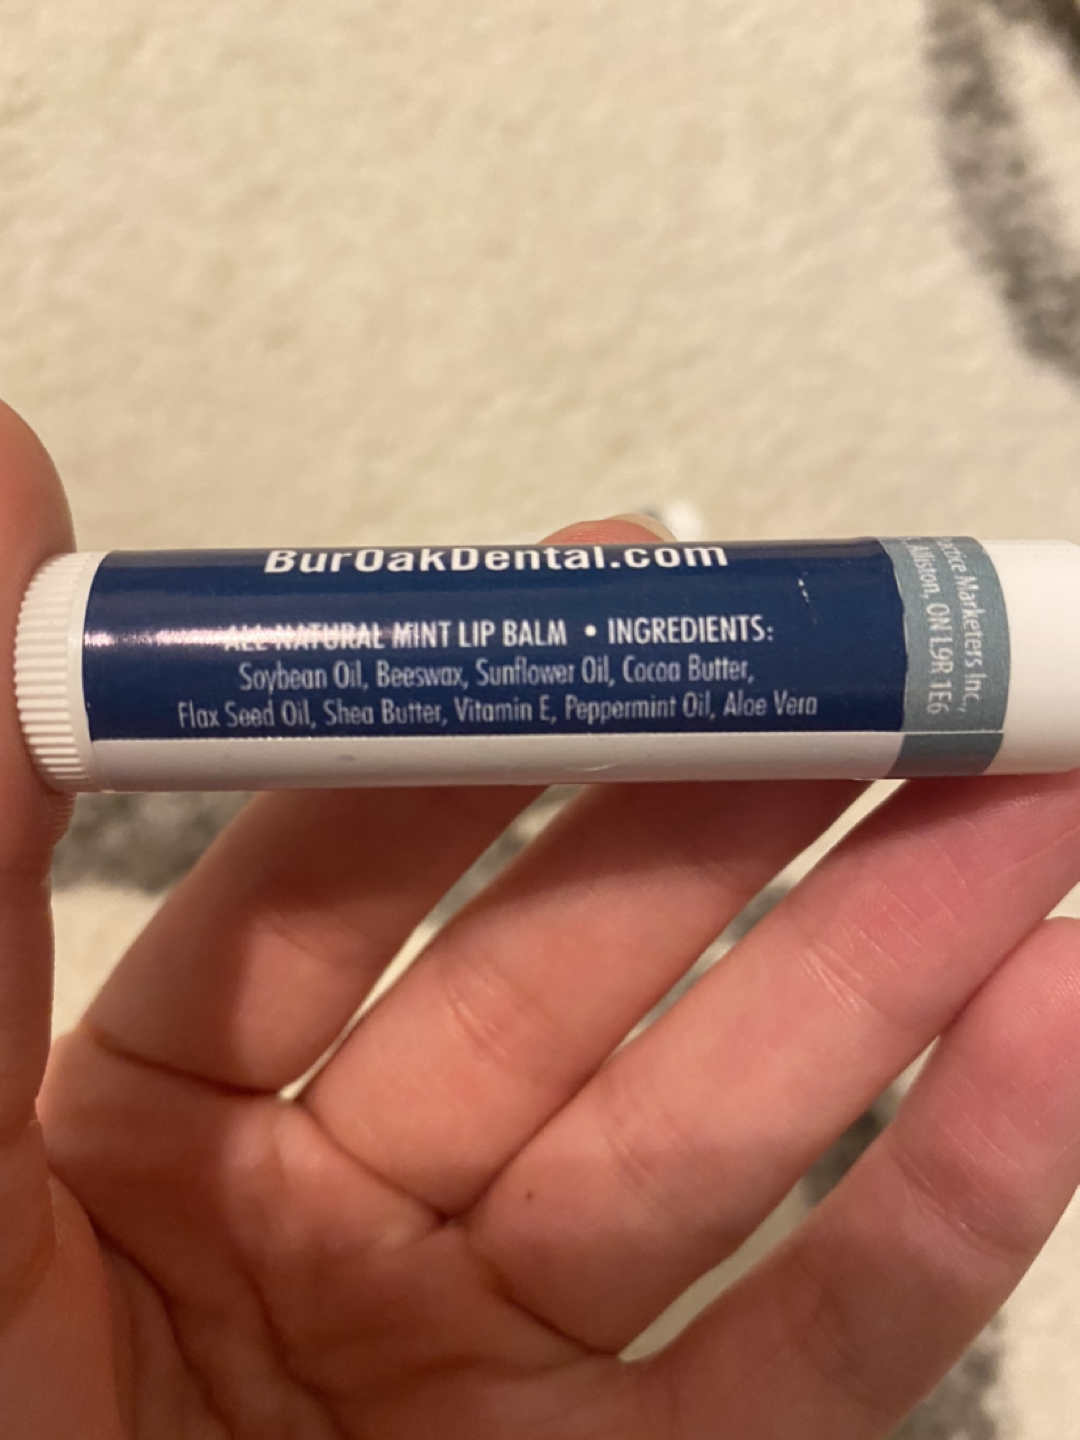 BurOakDental.com
ALL NATURAL MINT LIP BALM • INGREDIENTS:
Soybean Oil, Beeswax, Sunflower Oil, Cocoa Butter,
Flax Seed Oil, Shea Butter, Vitamin E, Peppermint Oil, Aloe Vera
Marketers Inc.,
Alliston, ON L9R 1E6